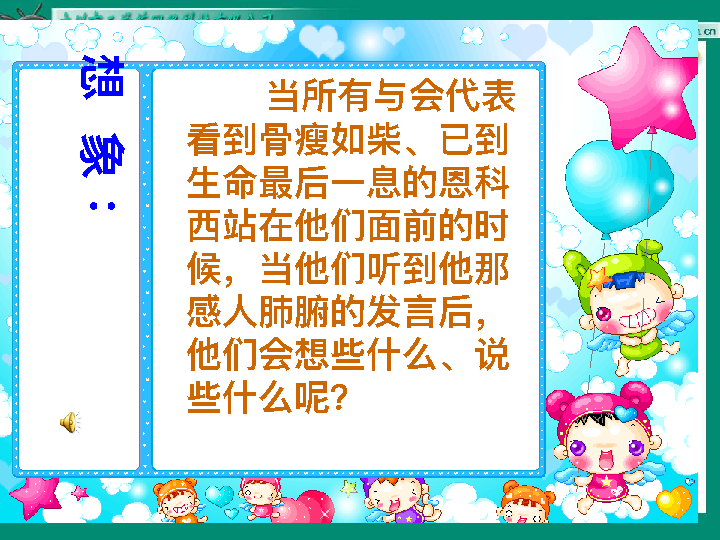 想象：
当所有与会代表
看到骨瘦如柴、已到
生命最后一息的恩科
西站在他们面前的时
候，当他们听到他那
感人肺腑的发言后，
他们会想些什么、说
些什么呢？
.cn